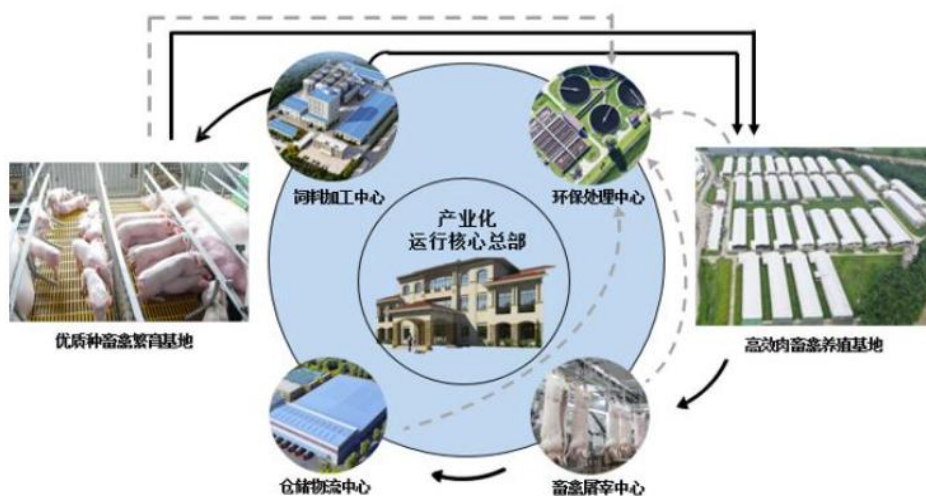 饲料加工中心
环保处理中心
产业化
运行核心总部
优质种畜禽繁育基地
高效肉畜禽养殖基地
仓储物流中心
畜禽屠宰中心